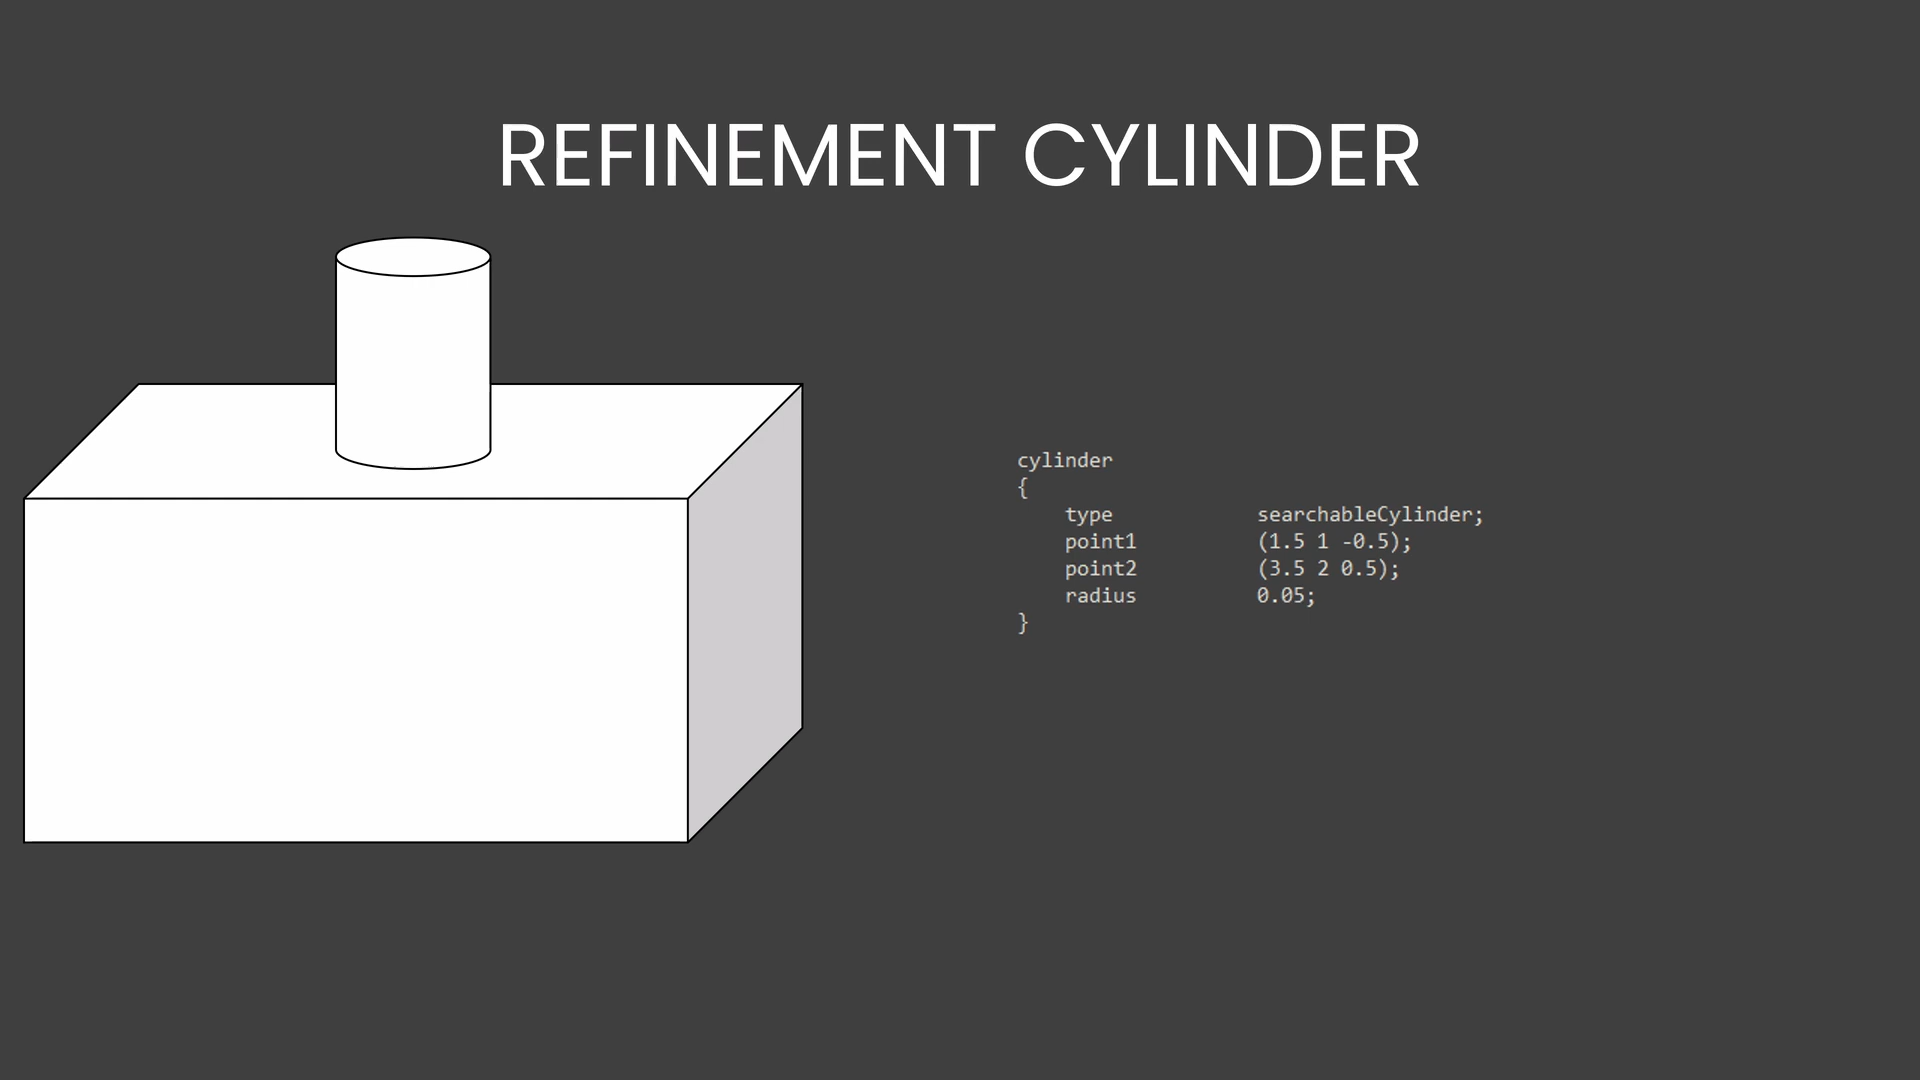 REFINEMENT CYLINDER
cylinder
{
    type            searchableCylinder;
    point1          (1.5 1 -0.5);
    point2          (3.5 2 0.5);
    radius          0.05;
}